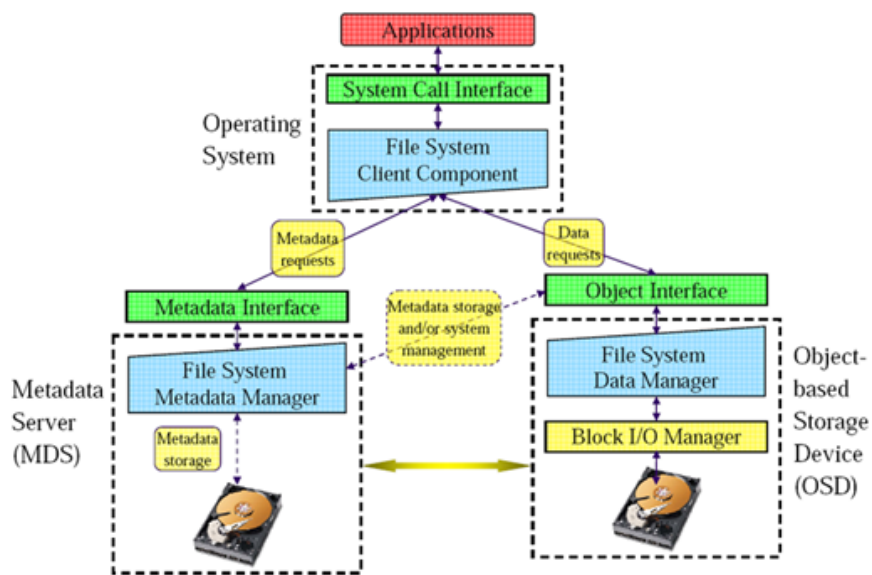 Applications
System Call Interface
Operating
System
File System
Client Component
Metadata
requests
Data
requests
Metadata Interface
Metadata storage
and/or system
management
Object Interface
Metadata
Server
(MDS)
File System
Metadata Manager
File System
Data Manager
Object-
based
Storage
Device
(OSD)
Metadata
storage
Block I/O Manager